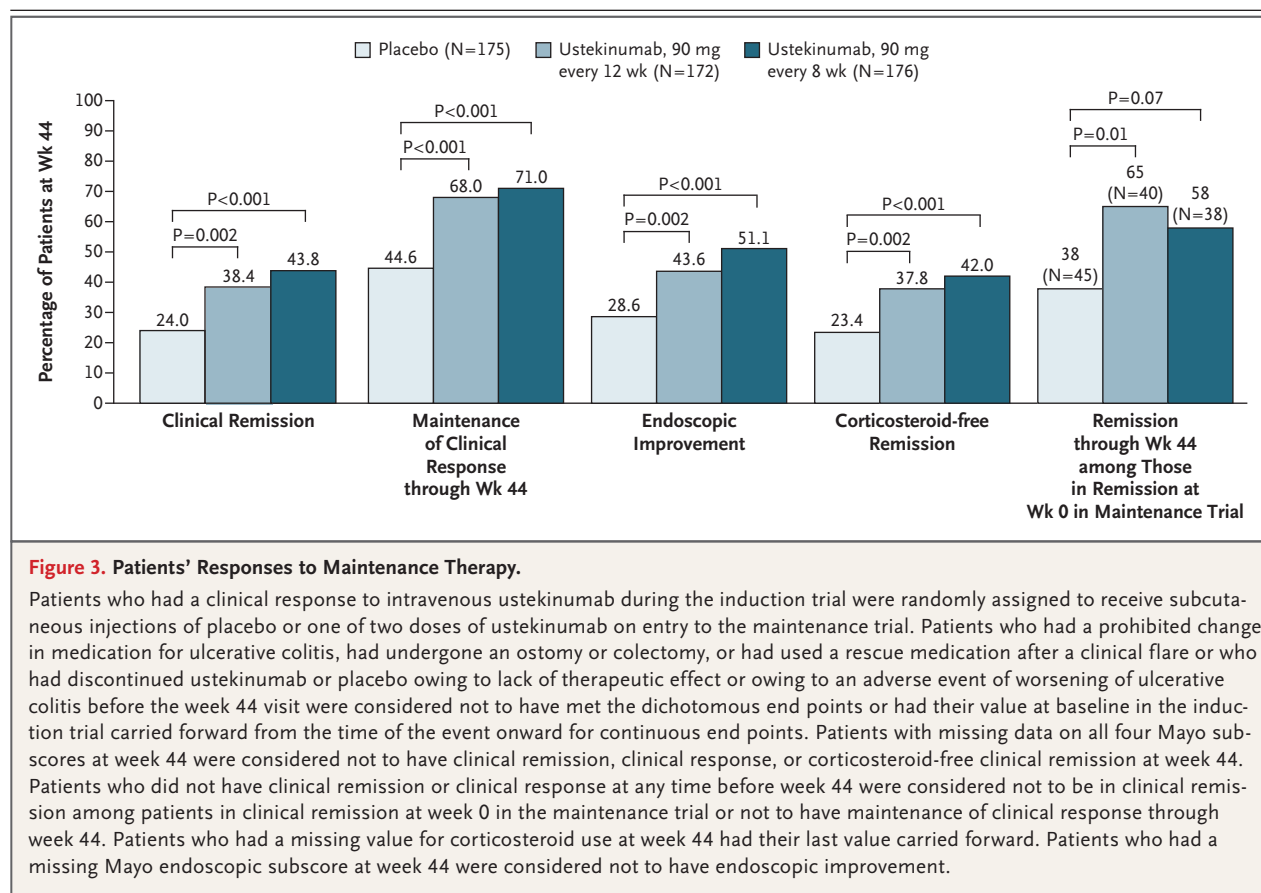 Placebo (N=175)
Ustekinumab, 90 mg
every 12 wk (N=172)
Ustekinumab, 90 mg
every 8 wk (N=176)
Percentage of Patients at Wk 44
100
90
80
70
60
50
40
30
20
10
0
P<0.001
P=0.002
24.0
38.4
43.8
Clinical Remission
P<0.001
P<0.001
44.6
68.0
71.0
Maintenance
of Clinical
Response
through Wk 44
P<0.001
P=0.002
28.6
43.6
51.1
Endoscopic
Improvement
P<0.001
P=0.002
23.4
37.8
42.0
Corticosteroid-free
Remission
P=0.07
P=0.01
38
(N=45)
65
(N=40)
58
(N=38)
Remission
through Wk 44
among Those
in Remission at
Wk 0 in Maintenance Trial
Figure 3. Patients’ Responses to Maintenance Therapy.
Patients who had a clinical response to intravenous ustekinumab during the induction trial were randomly assigned to receive subcuta-
neous injections of placebo or one of two doses of ustekinumab on entry to the maintenance trial. Patients who had a prohibited change
in medication for ulcerative colitis, had undergone an ostomy or colectomy, or had used a rescue medication after a clinical flare or who
had discontinued ustekinumab or placebo owing to lack of therapeutic effect or owing to an adverse event of worsening of ulcerative
colitis before the week 44 visit were considered not to have met the dichotomous end points or had their value at baseline in the induc-
tion trial carried forward from the time of the event onward for continuous end points. Patients with missing data on all four Mayo sub-
scores at week 44 were considered not to have clinical remission, clinical response, or corticosteroid-free clinical remission at week 44.
Patients who did not have clinical remission or clinical response at any time before week 44 were considered not to be in clinical remis-
sion among patients in clinical remission at week 0 in the maintenance trial or not to have maintenance of clinical response through
week 44. Patients who had a missing value for corticosteroid use at week 44 had their last value carried forward. Patients who had a
missing Mayo endoscopic subscore at week 44 were considered not to have endoscopic improvement.